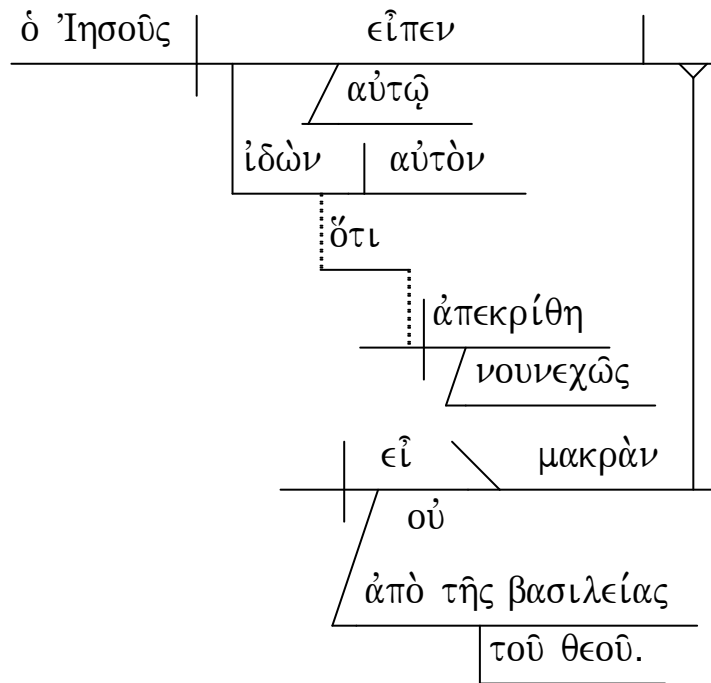 ὁ Ἰησοῦς εἶπεν
αὐτῷ
ἰδὼν αὐτὸν
ὅτι
ἀπεκρίθη
νουνεχῶς
εἶ μακρὰν
οὐ
ἀπὸ τῆς βασιλείας
τοῦ θεοῦ.